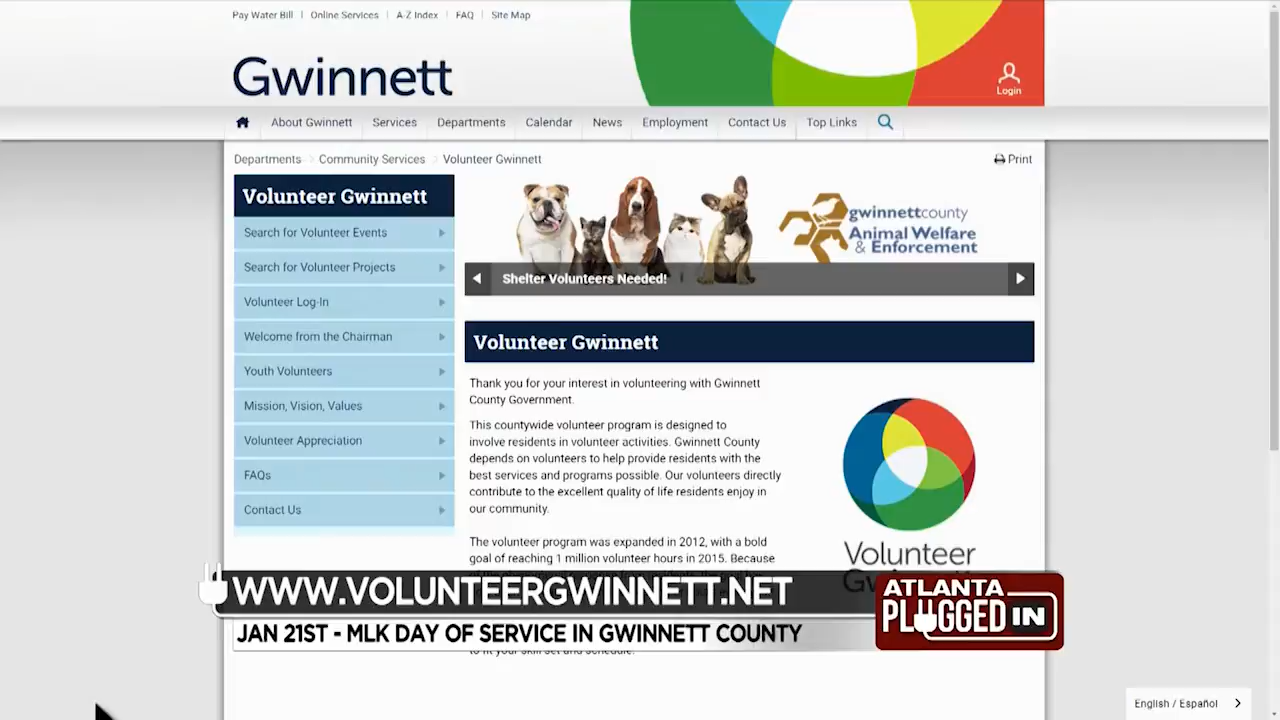 Pay Water Bill | Online Services | A-Z Index | FAQ | Site Map
Gwinnett
Login
About Gwinnett Services Departments Calendar News Employment Contact Us Top Links
Departments Community Services Volunteer Gwinnett
Print
Volunteer Gwinnett
Search for Volunteer Events
Search for Volunteer Projects
Volunteer Log-In
Welcome from the Chairman
Youth Volunteers
Mission, Vision, Values
Volunteer Appreciation
FAQs
Contact Us
gwinnettcounty
Animal Welfare
& Enforcement
Shelter Volunteers Needed!
Volunteer Gwinnett
Thank you for your interest in volunteering with Gwinnett
County Government.
This countywide volunteer program is designed to
involve residents in volunteer activities. Gwinnett County
depends on volunteers to help provide residents with the
best services and programs possible. Our volunteers directly
contribute to the excellent quality of life residents enjoy in
our community.
The volunteer program was expanded in 2012, with a bold
goal of reaching 1 million volunteer hours in 2015. Because
Volunteer
WWW.VOLUNTEERGWINNETT.NET
JAN 21ST - MLK DAY OF SERVICE IN GWINNETT COUNTY
ATLANTA
PLUGGED IN
to fit your skill set and schedule.
English / Español